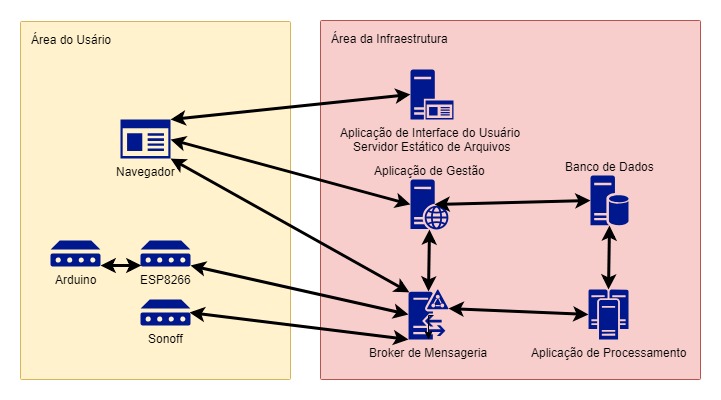 Área do Usário
Área da Infraestrutura
Aplicação de Interface do Usuário
Servidor Estático de Arquivos
Navegador
Aplicação de Gestão
Banco de Dados
Arduino
ESP8266
Sonoff
Broker de Mensageria
Aplicação de Processamento